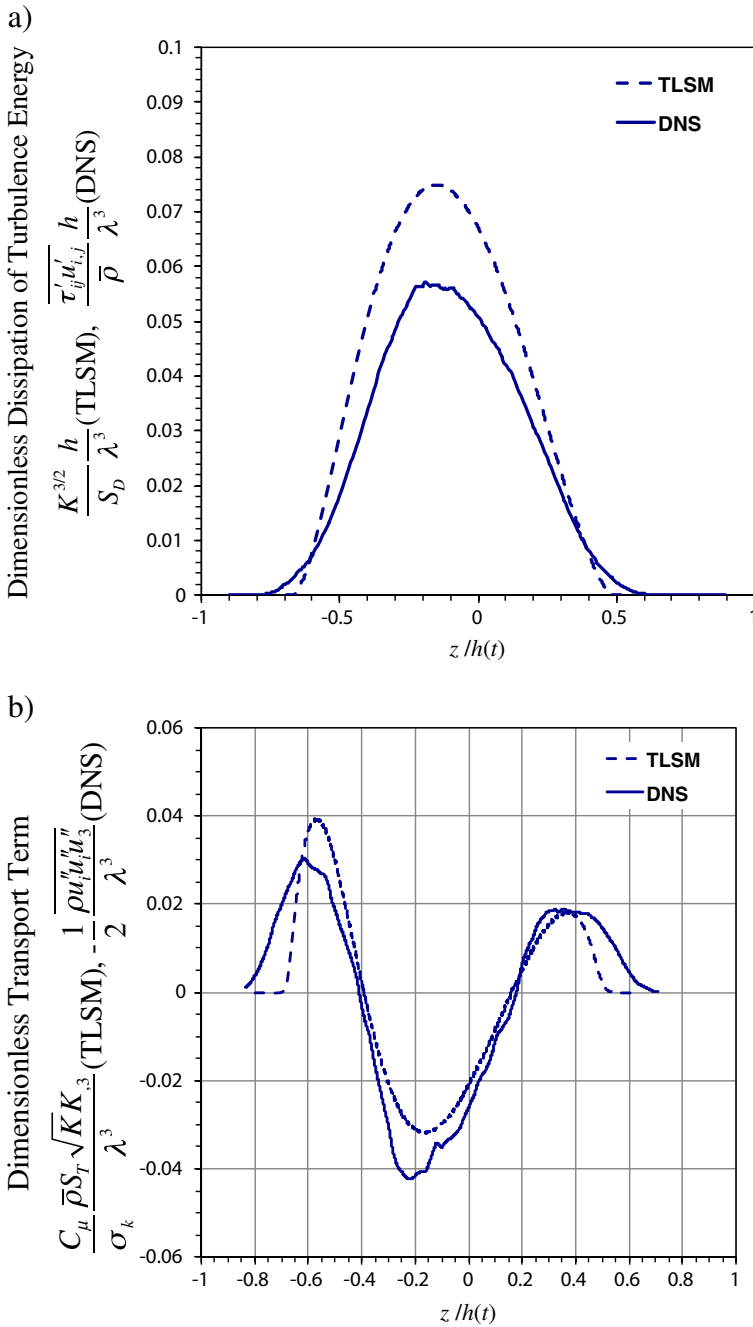 a)
Dimensionless Dissipation of Turbulence Energy
K^{3/2}/S_D h/λ^3 (TLSM), \overline{τ'_{ij}u'_{i,j}}/\overline{ρ} h/λ^3 (DNS)
0.1
0.09
0.08
0.07
0.06
0.05
0.04
0.03
0.02
0.01
0
TLSM
DNS
-1
-0.5
0
0.5
1
z/h(t)
b)
Dimensionless Transport Term
C_μ/σ_k \overline{ρ}S_T√K K_{,3}/λ^3 (TLSM), -1/2 \overline{ρu''_i u''_i u''_3}/λ^3 (DNS)
0.06
0.04
0.02
0
-0.02
-0.04
-0.06
TLSM
DNS
-1
-0.8
-0.6
-0.4
-0.2
0
0.2
0.4
0.6
0.8
1
z/h(t)